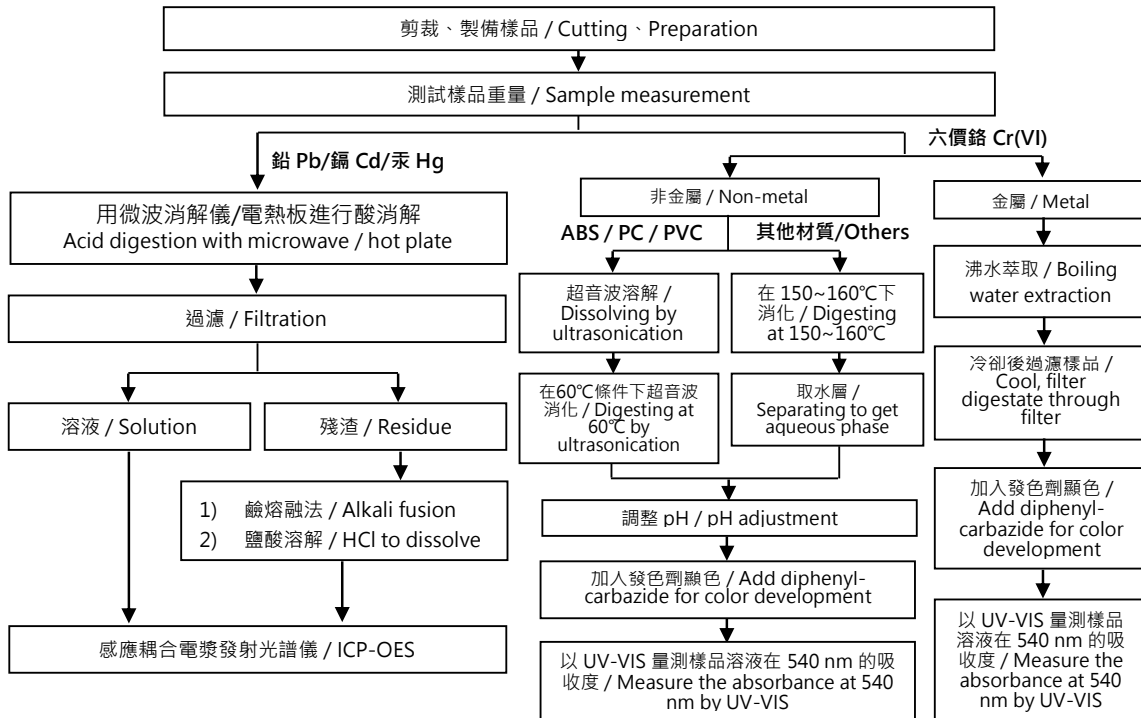 剪裁、製備樣品 / Cutting、Preparation
測試樣品重量 / Sample measurement
鉛 Pb/鎘 Cd/汞 Hg
六價鉻 Cr(VI)
用微波消解儀/電熱板進行酸消解
Acid digestion with microwave / hot plate
過濾 / Filtration
溶液 / Solution
殘渣 / Residue
1) 鹼熔融法 / Alkali fusion
2) 鹽酸溶解 / HCl to dissolve
感應耦合電漿發射光譜儀 / ICP-OES
非金屬 / Non-metal
ABS / PC / PVC
其他材質/Others
超音波溶解 /
Dissolving by
ultrasonication
在60℃條件下超音波
消化 / Digesting at
60℃ by
ultrasonication
在 150~160℃下
消化 / Digesting
at 150~160℃
取水層 /
Separating to get
aqueous phase
調整 pH / pH adjustment
加入發色劑顯色 / Add diphenyl-
carbazide for color development
以 UV-VIS 量測樣品溶液在 540 nm 的吸
收度 / Measure the absorbance at 540
nm by UV-VIS
金屬 / Metal
沸水萃取 / Boiling
water extraction
冷卻後過濾樣品 /
Cool, filter
digestate through
filter
加入發色劑顯色 /
Add diphenyl-
carbazide for color
development
以 UV-VIS 量測樣品
溶液在 540 nm 的吸
收度 / Measure the
absorbance at 540
nm by UV-VIS